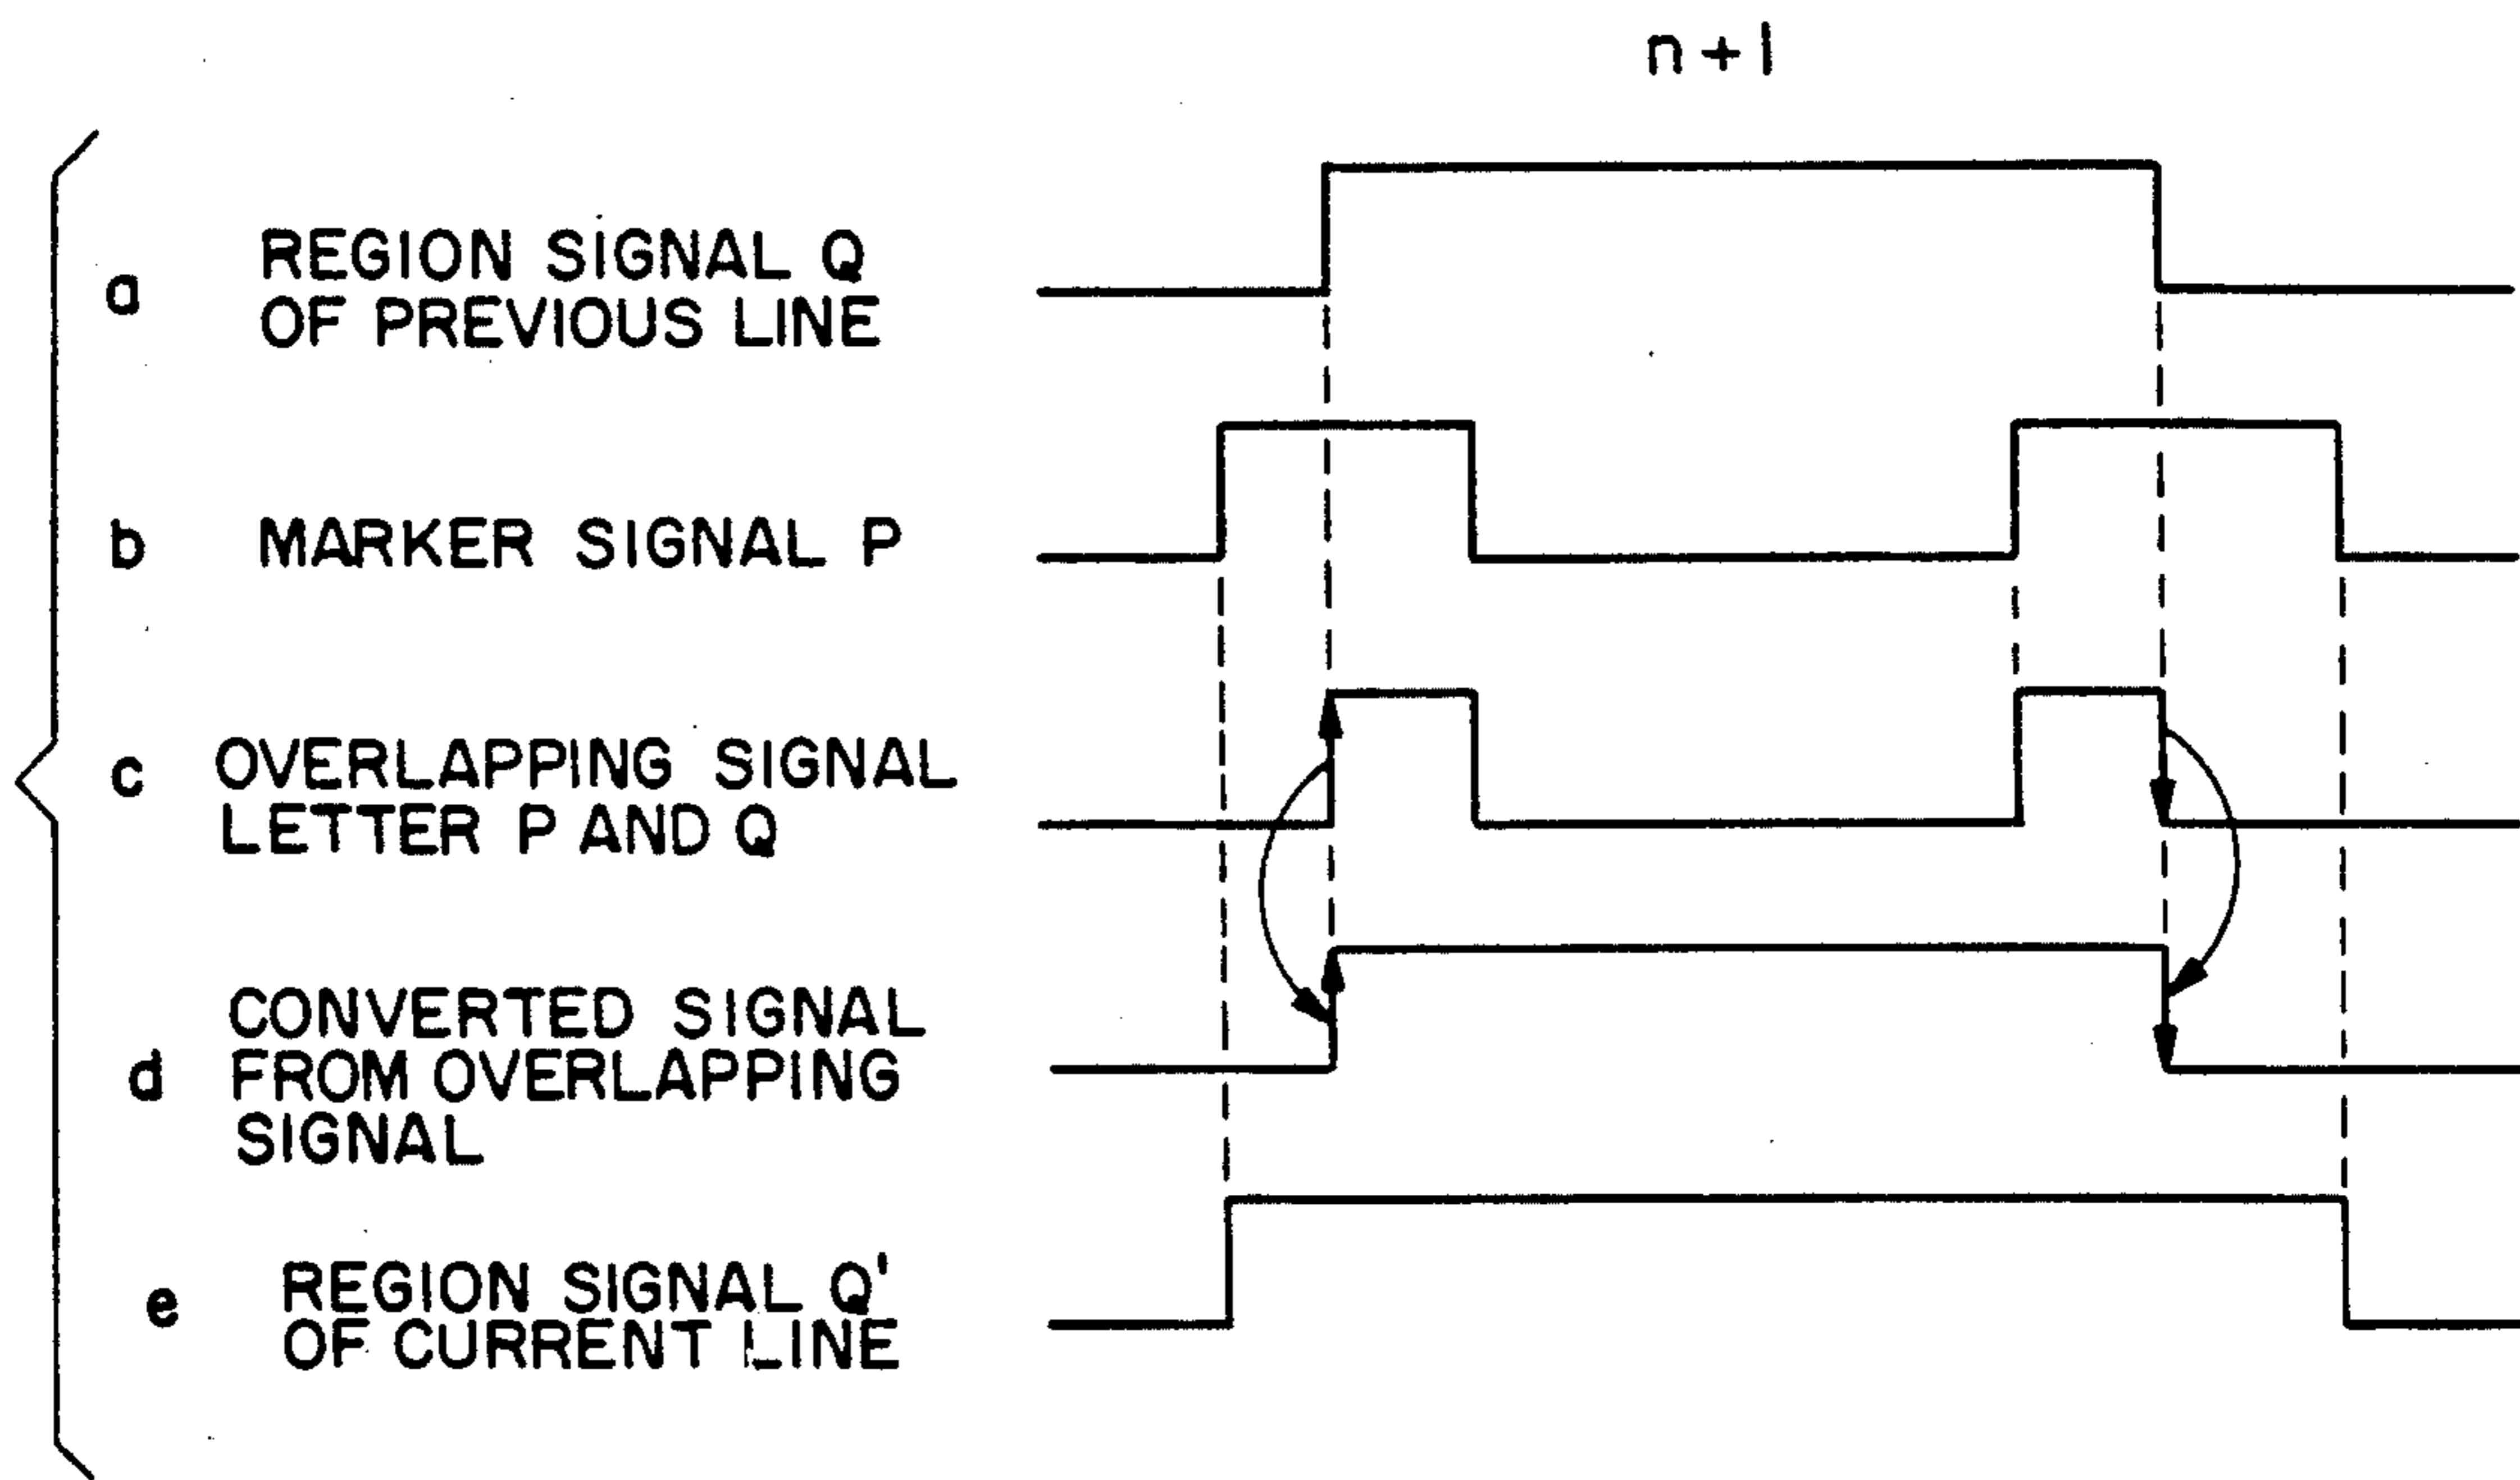 n+1
a REGION SIGNAL Q
OF PREVIOUS LINE
b MARKER SIGNAL P
c OVERLAPPING SIGNAL
LETTER P AND Q
d CONVERTED SIGNAL
FROM OVERLAPPING
SIGNAL
e REGION SIGNAL Q'
OF CURRENT LINE